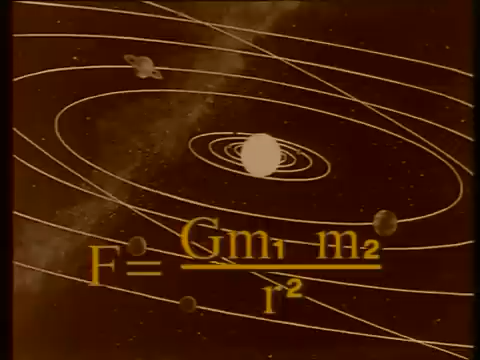 F= Gm₁ m₂
r²